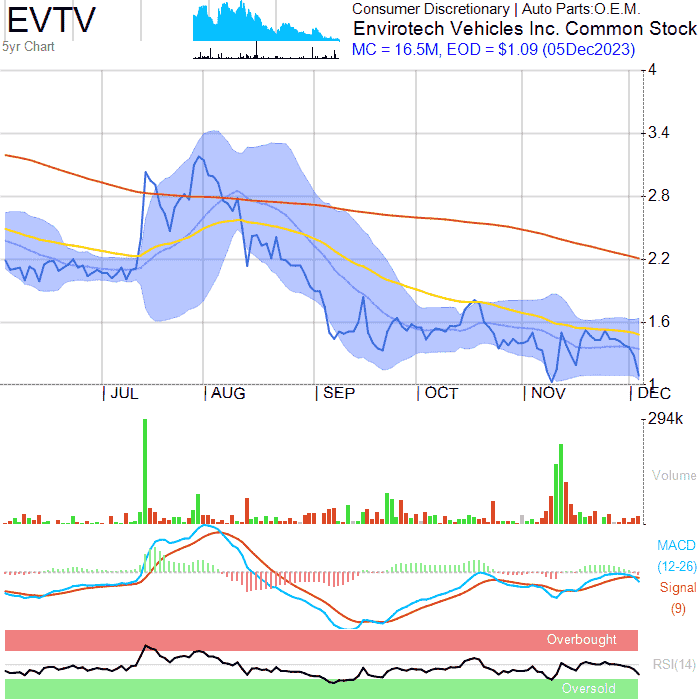 EVTV
5yr Chart
Consumer Discretionary | Auto Parts:O.E.M.
Envirotech Vehicles Inc. Common Stock
MC = 16.5M, EOD = $1.09 (05Dec2023)
4
3.4
2.8
2.2
1.6
1
JUL AUG SEP OCT NOV DEC
294k
Volume
MACD
(12-26)
Signal
(9)
Overbought
RSI(14)
Oversold